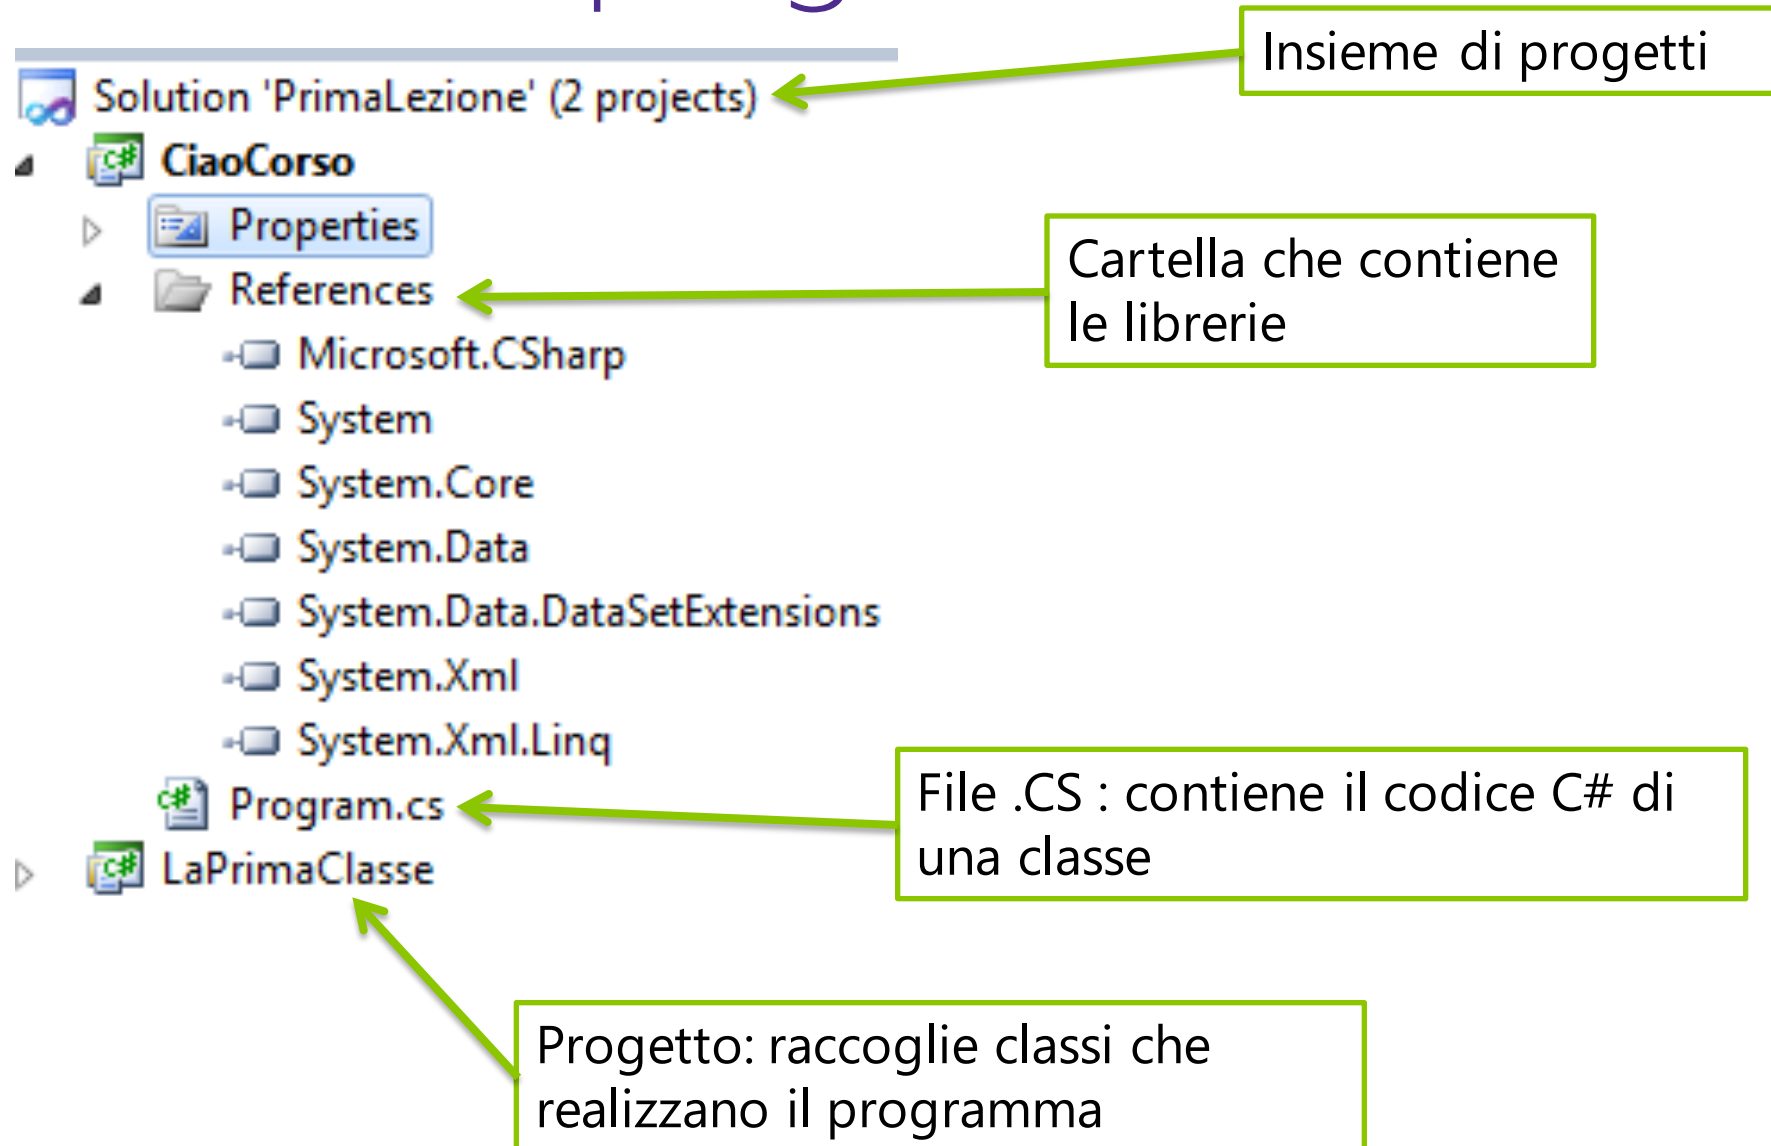 Insieme di progetti
Solution 'PrimaLezione' (2 projects)
CiaoCorso
Properties
References
Cartella che contiene
le librerie
Microsoft.CSharp
System
System.Core
System.Data
System.Data.DataSetExtensions
System.Xml
System.Xml.Linq
Program.cs
File .CS : contiene il codice C# di
una classe
LaPrimaClasse
Progetto: raccoglie classi che
realizzano il programma